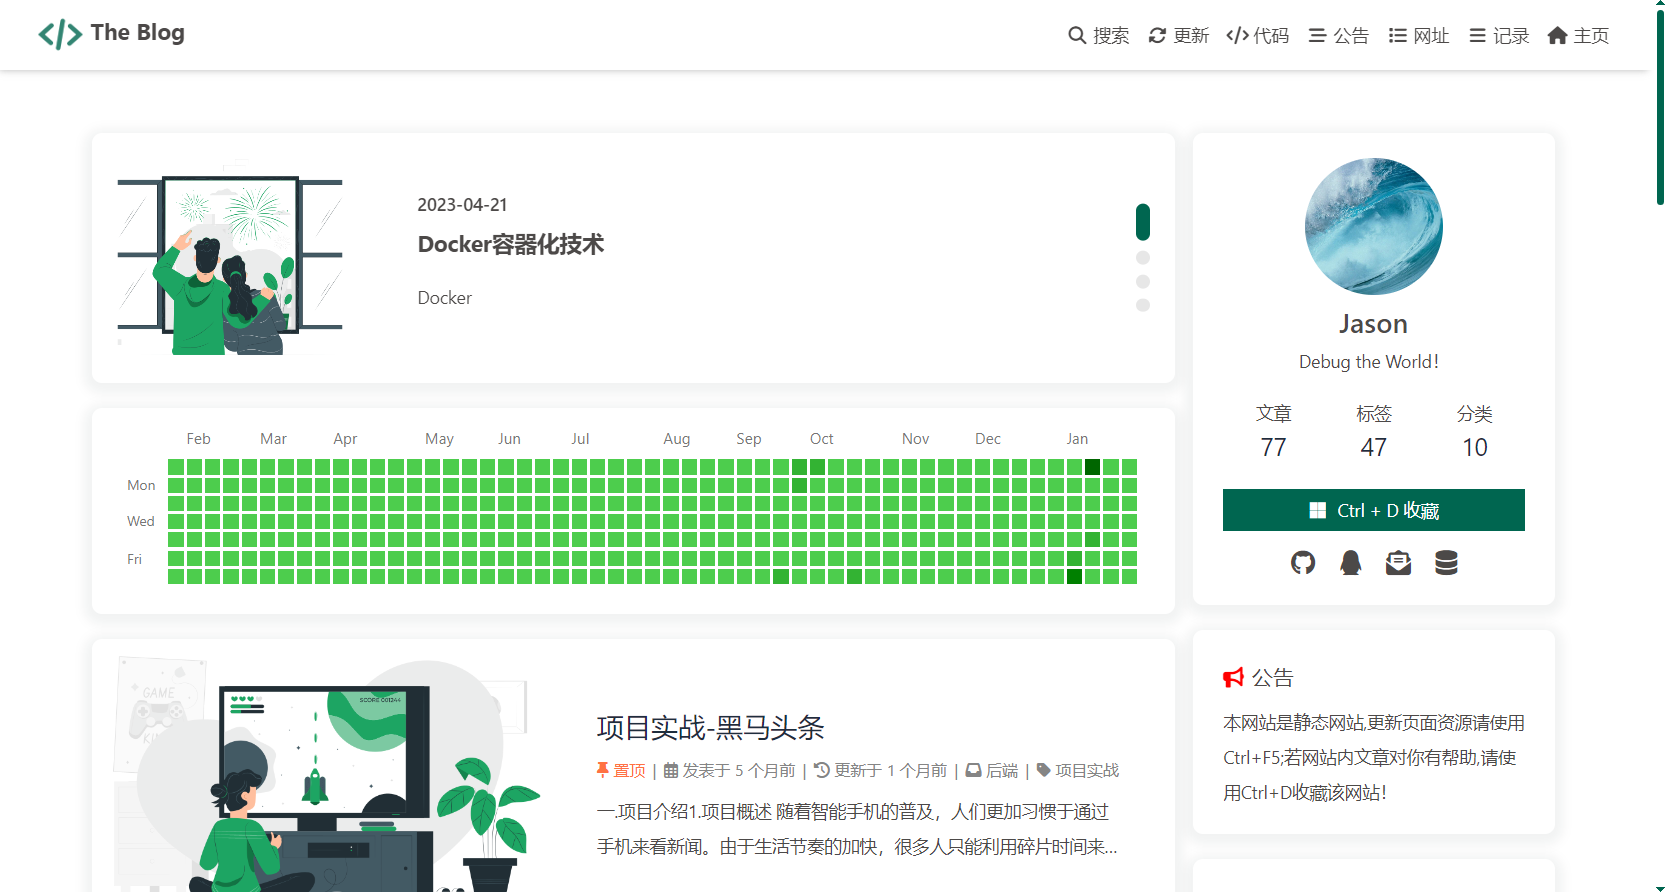 The Blog
搜索 更新 代码 公告 网址 记录 主页
2023-04-21
Docker容器化技术
Docker
Jason
Debug the World!
文章 标签 分类
77 47 10
Ctrl + D 收藏
Feb Mar Apr May Jun Jul Aug Sep Oct Nov Dec Jan
Mon
Wed
Fri
公告
本网站是静态网站,更新页面资源请使用
Ctrl+F5;若网站内文章对你有帮助,请使
用Ctrl+D收藏该网站!
GAME
SCORE 001244
项目实战-黑马头条
置顶 | 发表于 5 个月前 | 更新于 1 个月前 | 后端 | 项目实战
一.项目介绍1.项目概述 随着智能手机的普及，人们更加习惯于通过
手机来看新闻。由于生活节奏的加快，很多人只能利用碎片时间来...